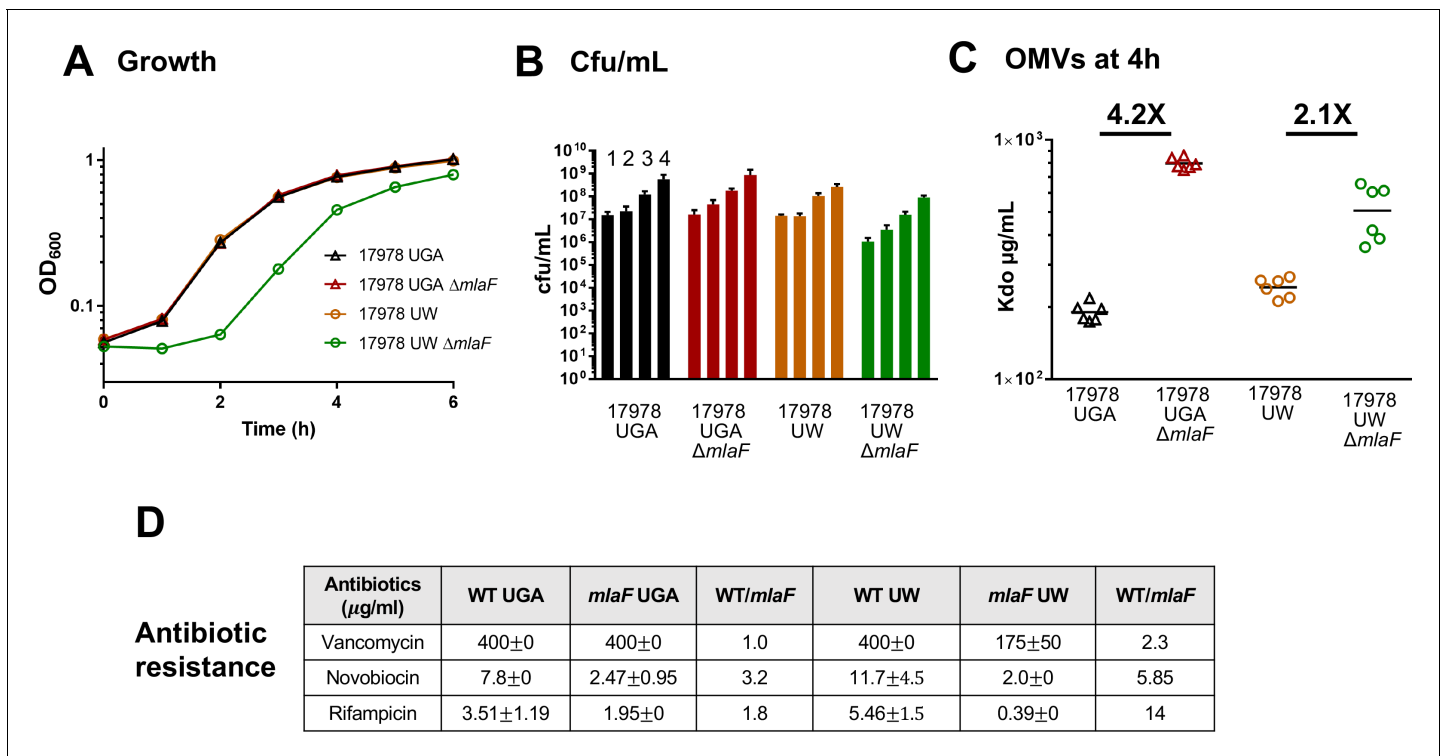 A Growth
OD600
1
0.1
0 2 4 6
Time (h)
17978 UGA
17978 UGA ΔmlaF
17978 UW
17978 UW ΔmlaF
B Cfu/mL
cfu/mL
10^10
10^9
10^8
10^7
10^6
10^5
10^4
10^3
10^2
10^1
10^0
1 2 3 4
17978 UGA
17978 UGA ΔmlaF
17978 UW
17978 UW ΔmlaF
C OMVs at 4h
4.2X 2.1X
Kdo µg/mL
1×10^3
1×10^2
17978 UGA
17978 UGA ΔmlaF
17978 UW
17978 UW ΔmlaF
D
Antibiotic
resistance
Antibiotics (µg/ml) WT UGA mlaF UGA WT/mlaF WT UW mlaF UW WT/mlaF
Vancomycin 400±0 400±0 1.0 400±0 175±50 2.3
Novobiocin 7.8±0 2.47±0.95 3.2 11.7±4.5 2.0±0 5.85
Rifampicin 3.51±1.19 1.95±0 1.8 5.46±1.5 0.39±0 14